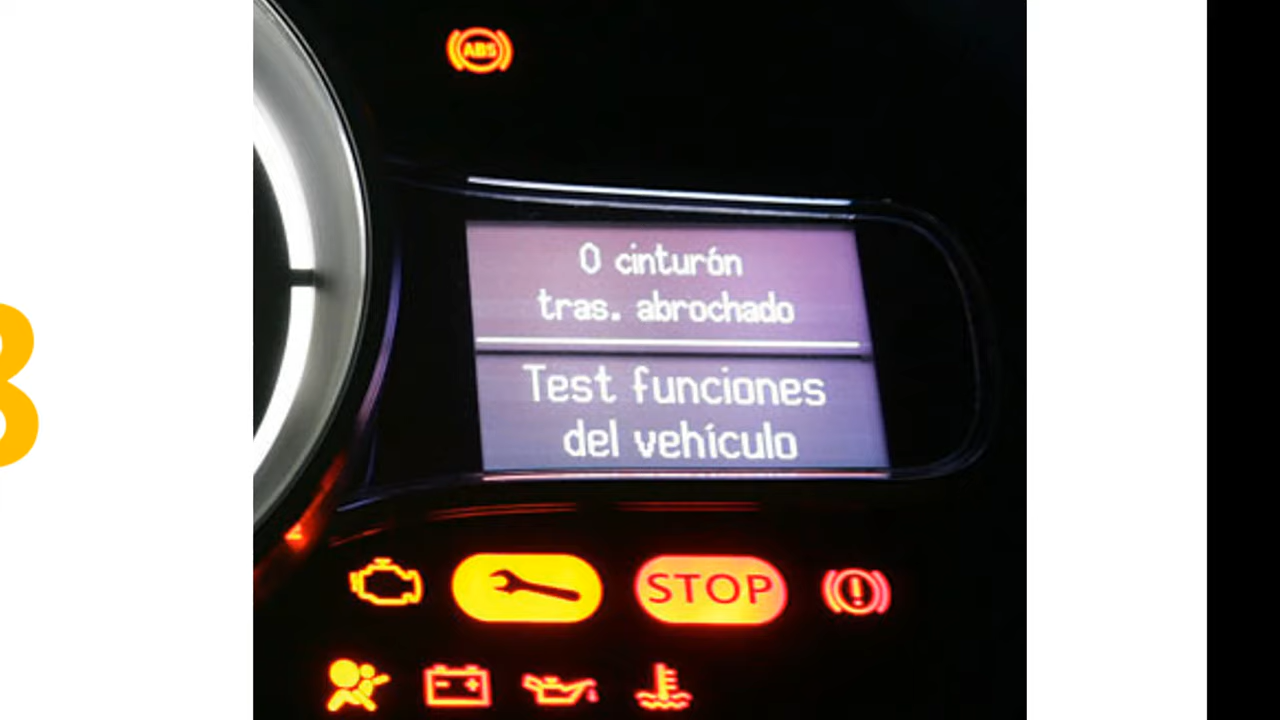 ABS
0 cinturón
tras. abrochado
Test funciones
del vehículo
STOP